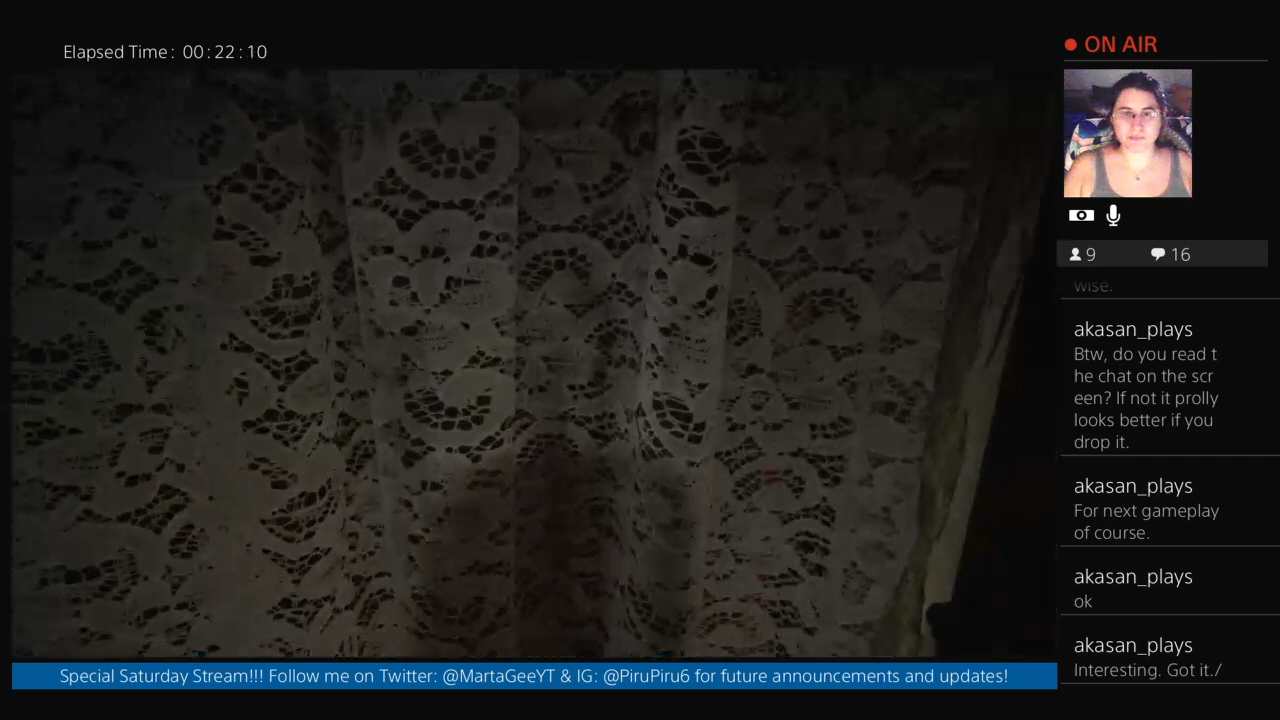 Elapsed Time: 00:22:10
ON AIR
9
16
wise.
akasan_plays
Btw, do you read t
he chat on the scr
een? If not it prolly
looks better if you
drop it.
akasan_plays
For next gameplay
of course.
akasan_plays
ok
akasan_plays
Interesting. Got it./
Special Saturday Stream!!! Follow me on Twitter: @MartaGeeYT & IG: @PiruPiru6 for future announcements and updates!